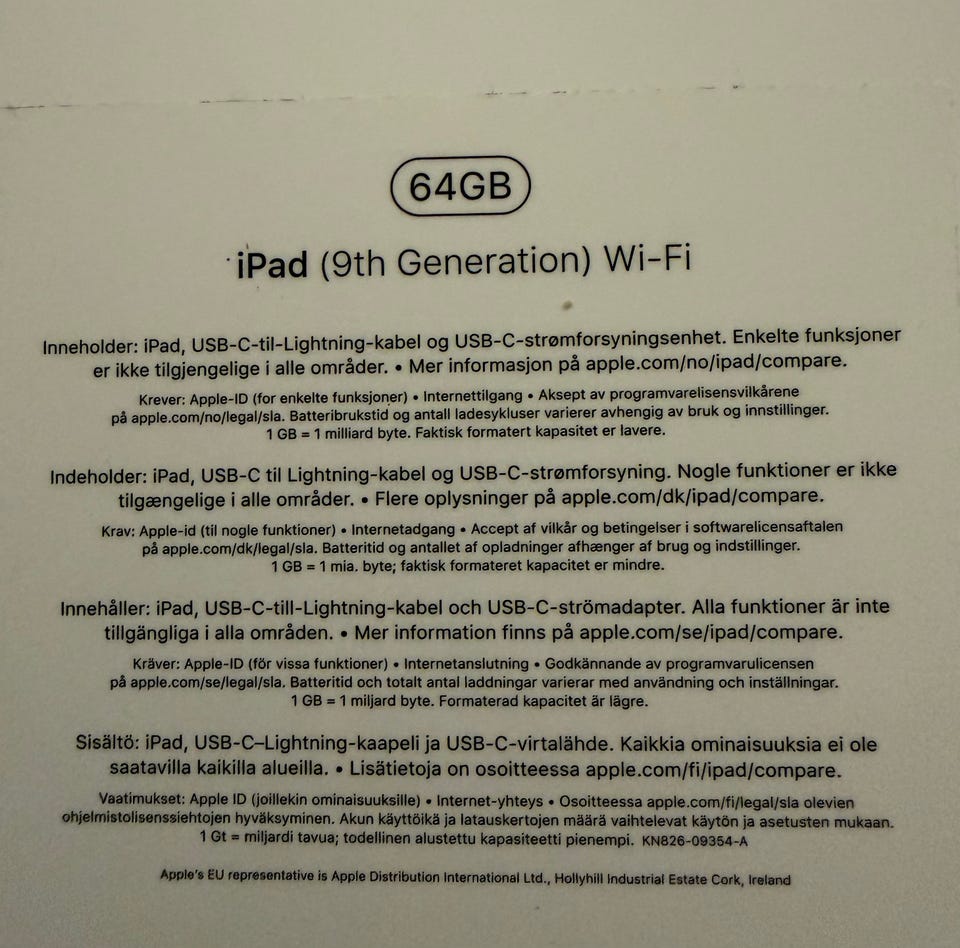 64GB
iPad (9th Generation) Wi-Fi
Inneholder: iPad, USB-C-til-Lightning-kabel og USB-C-strømforsyningsenhet. Enkelte funksjoner
er ikke tilgjengelige i alle områder. • Mer informasjon på apple.com/no/ipad/compare.
Krever: Apple-ID (for enkelte funksjoner) • Internettilgang • Aksept av programvarelisensvilkårene
på apple.com/no/legal/sla. Batteribrukstid og antall ladesykluser varierer avhengig av bruk og innstillinger.
1 GB = 1 milliard byte. Faktisk formatert kapasitet er lavere.
Indeholder: iPad, USB-C til Lightning-kabel og USB-C-strømforsyning. Nogle funktioner er ikke
tilgængelige i alle områder. • Flere oplysninger på apple.com/dk/ipad/compare.
Krav: Apple-id (til nogle funktioner) • Internetadgang • Accept af vilkår og betingelser i softwarelicensaftalen
på apple.com/dk/legal/sla. Batteritid og antallet af opladninger afhænger af brug og indstillinger.
1 GB = 1 mia. byte; faktisk formateret kapacitet er mindre.
Innehåller: iPad, USB-C-till-Lightning-kabel och USB-C-strömadapter. Alla funktioner är inte
tillgängliga i alla områden. • Mer information finns på apple.com/se/ipad/compare.
Kräver: Apple-ID (för vissa funktioner) • Internetanslutning • Godkännande av programvarulicensen
på apple.com/se/legal/sla. Batteritid och totalt antal laddningar varierar med användning och inställningar.
1 GB = 1 miljard byte. Formaterad kapacitet är lägre.
Sisältö: iPad, USB-C–Lightning-kaapeli ja USB-C-virtalähde. Kaikkia ominaisuuksia ei ole
saatavilla kaikilla alueilla. • Lisätietoja on osoitteessa apple.com/fi/ipad/compare.
Vaatimukset: Apple ID (joillekin ominaisuuksille) • Internet-yhteys • Osoitteessa apple.com/fi/legal/sla olevien
ohjelmistolisenssiehtojen hyväksyminen. Akun käyttöikä ja latauskertojen määrä vaihtelevat käytön ja asetusten mukaan.
1 Gt = miljardi tavua; todellinen alustettu kapasiteetti pienempi. KN826-09354-A
Apple's EU representative is Apple Distribution International Ltd., Hollyhill Industrial Estate Cork, Ireland